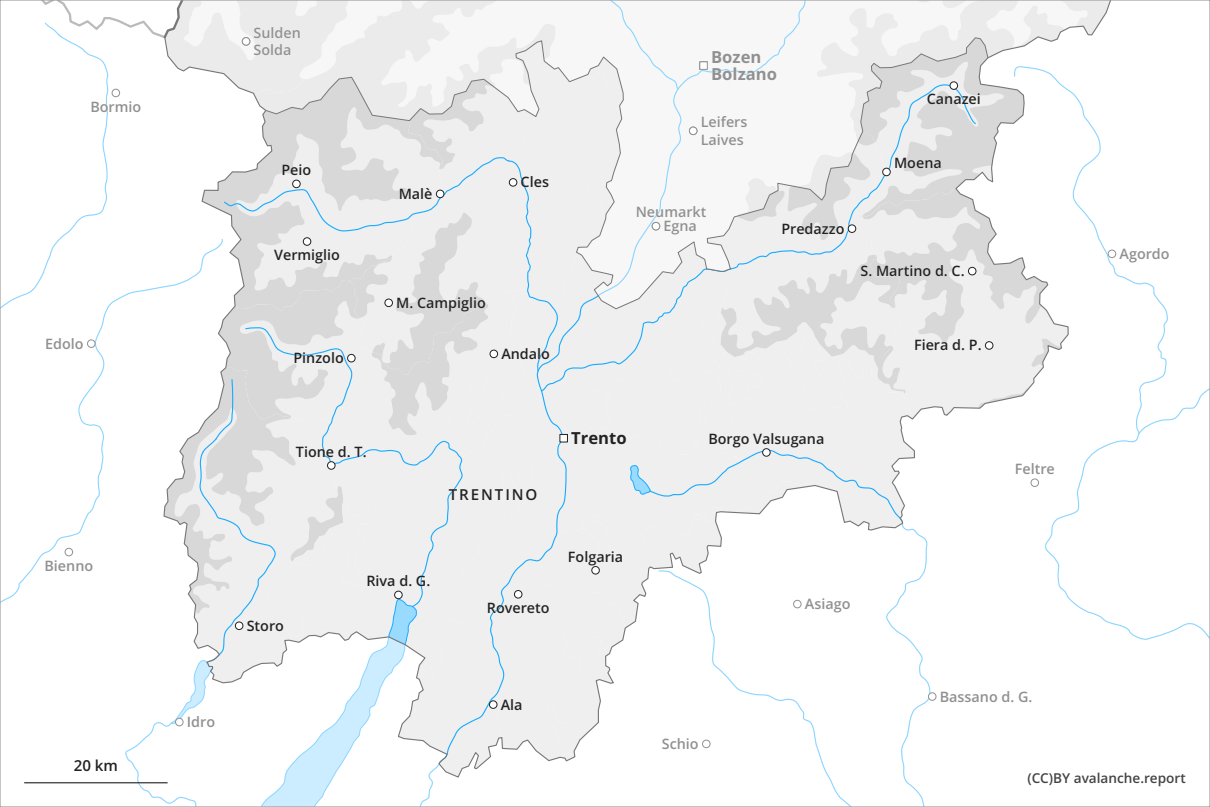 Sulden
Solda
Bozen
Bolzano
Bormio
Canazei
Leifers
Laives
Moena
Peio
Malè
Cles
Neumarkt
Egna
Predazzo
Vermiglio
Agordo
S. Martino d. C.
M. Campiglio
Edolo
Fiera d. P.
Pinzolo
Andalo
Trento
Borgo Valsugana
Tione d. T.
Feltre
TRENTINO
Folgaria
Bienno
Riva d. G.
Rovereto
Asiago
Storo
Bassano d. G.
Ala
Idro
Schio
20 km
(CC)BY avalanche.report